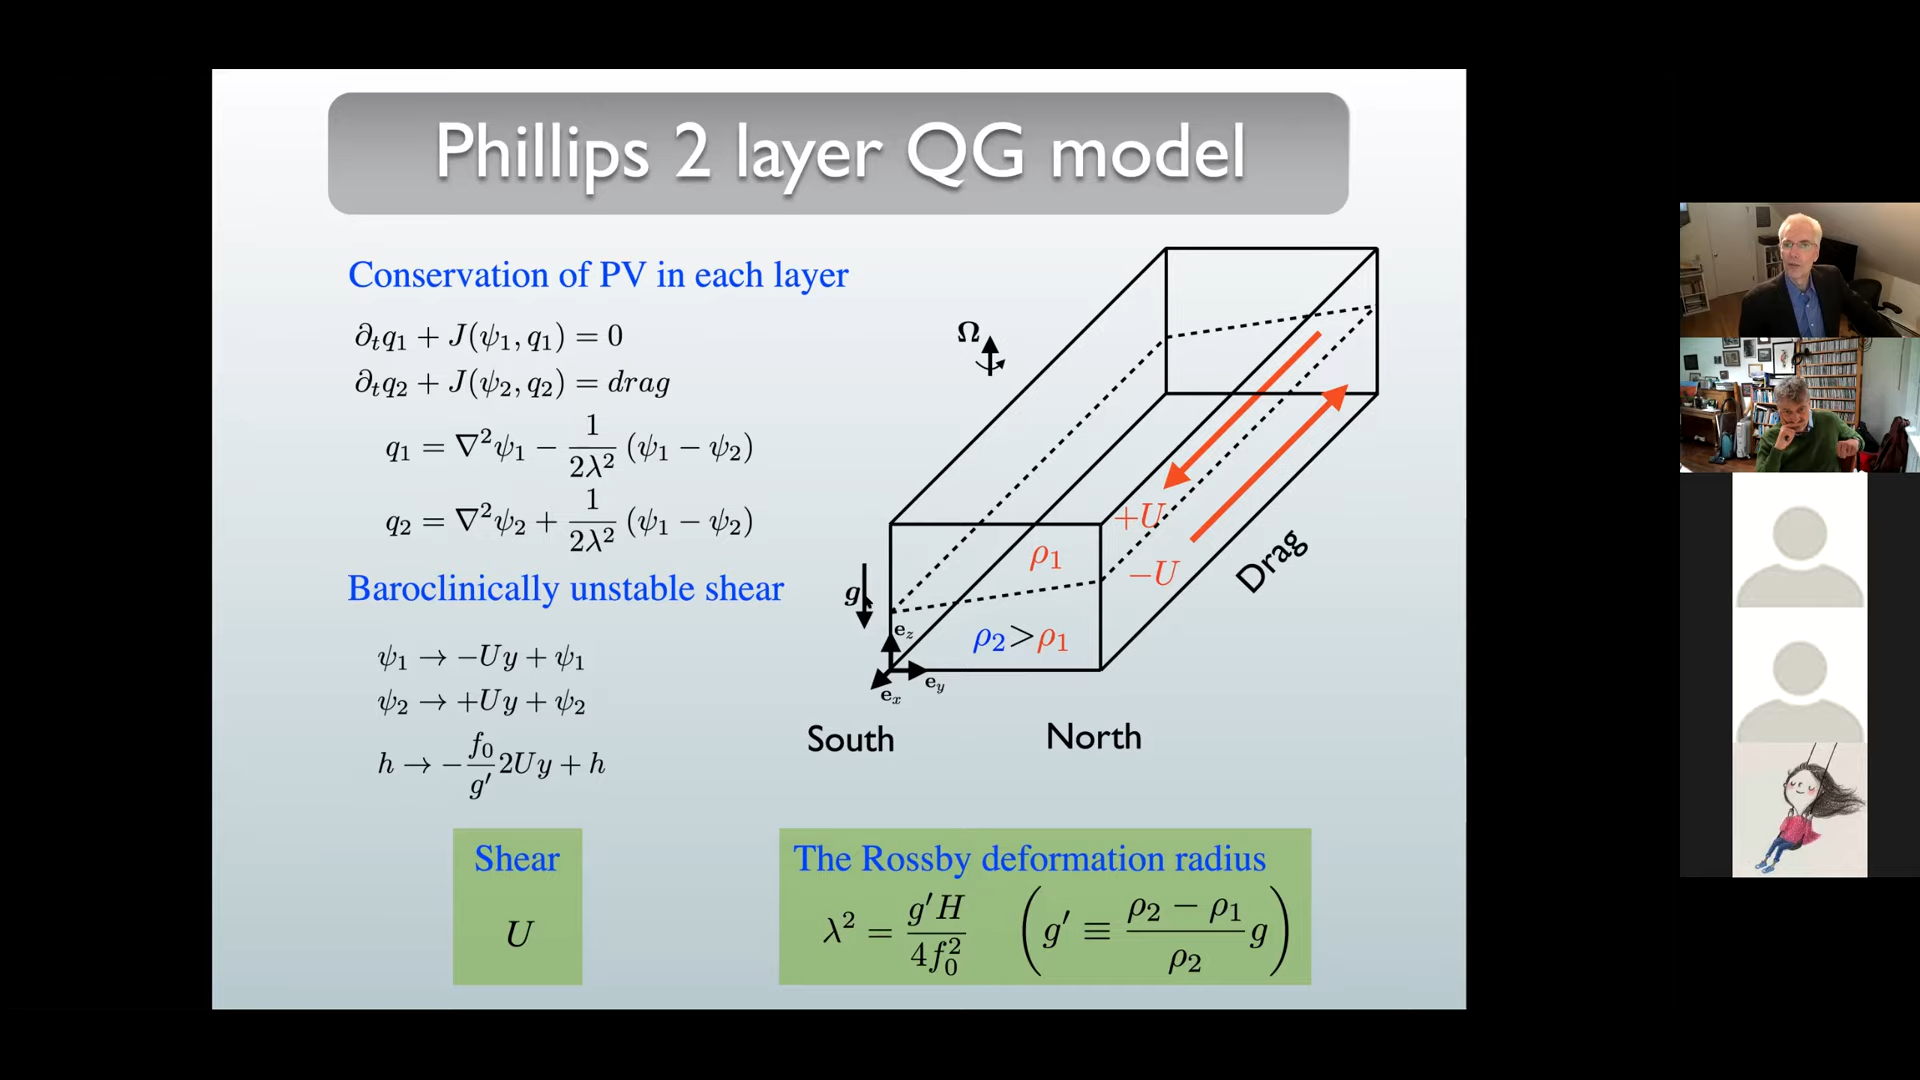 Phillips 2 layer QG model
Conservation of PV in each layer
∂ₜq₁ + J(ψ₁, q₁) = 0
∂ₜq₂ + J(ψ₂, q₂) = drag
q₁ = ∇²ψ₁ − 1/(2λ²) (ψ₁ − ψ₂)
q₂ = ∇²ψ₂ + 1/(2λ²) (ψ₁ − ψ₂)
Baroclinically unstable shear
ψ₁ → −Uy + ψ₁
ψ₂ → +Uy + ψ₂
h → − f₀/g′ 2Uy + h
Ω
+U
−U
Drag
ρ₁
ρ₂>ρ₁
g
e_z
e_y
e_x
South
North
Shear
U
The Rossby deformation radius
λ² = g′H/(4f₀²) (g′ ≡ (ρ₂ − ρ₁)/ρ₂ g)